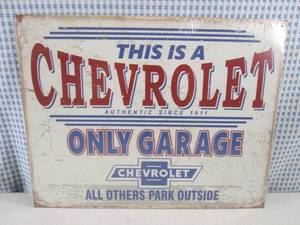 THIS IS A
CHEVROLET
AUTHENTIC SINCE 1911
ONLY GARAGE
CHEVROLET
ALL OTHERS PARK OUTSIDE